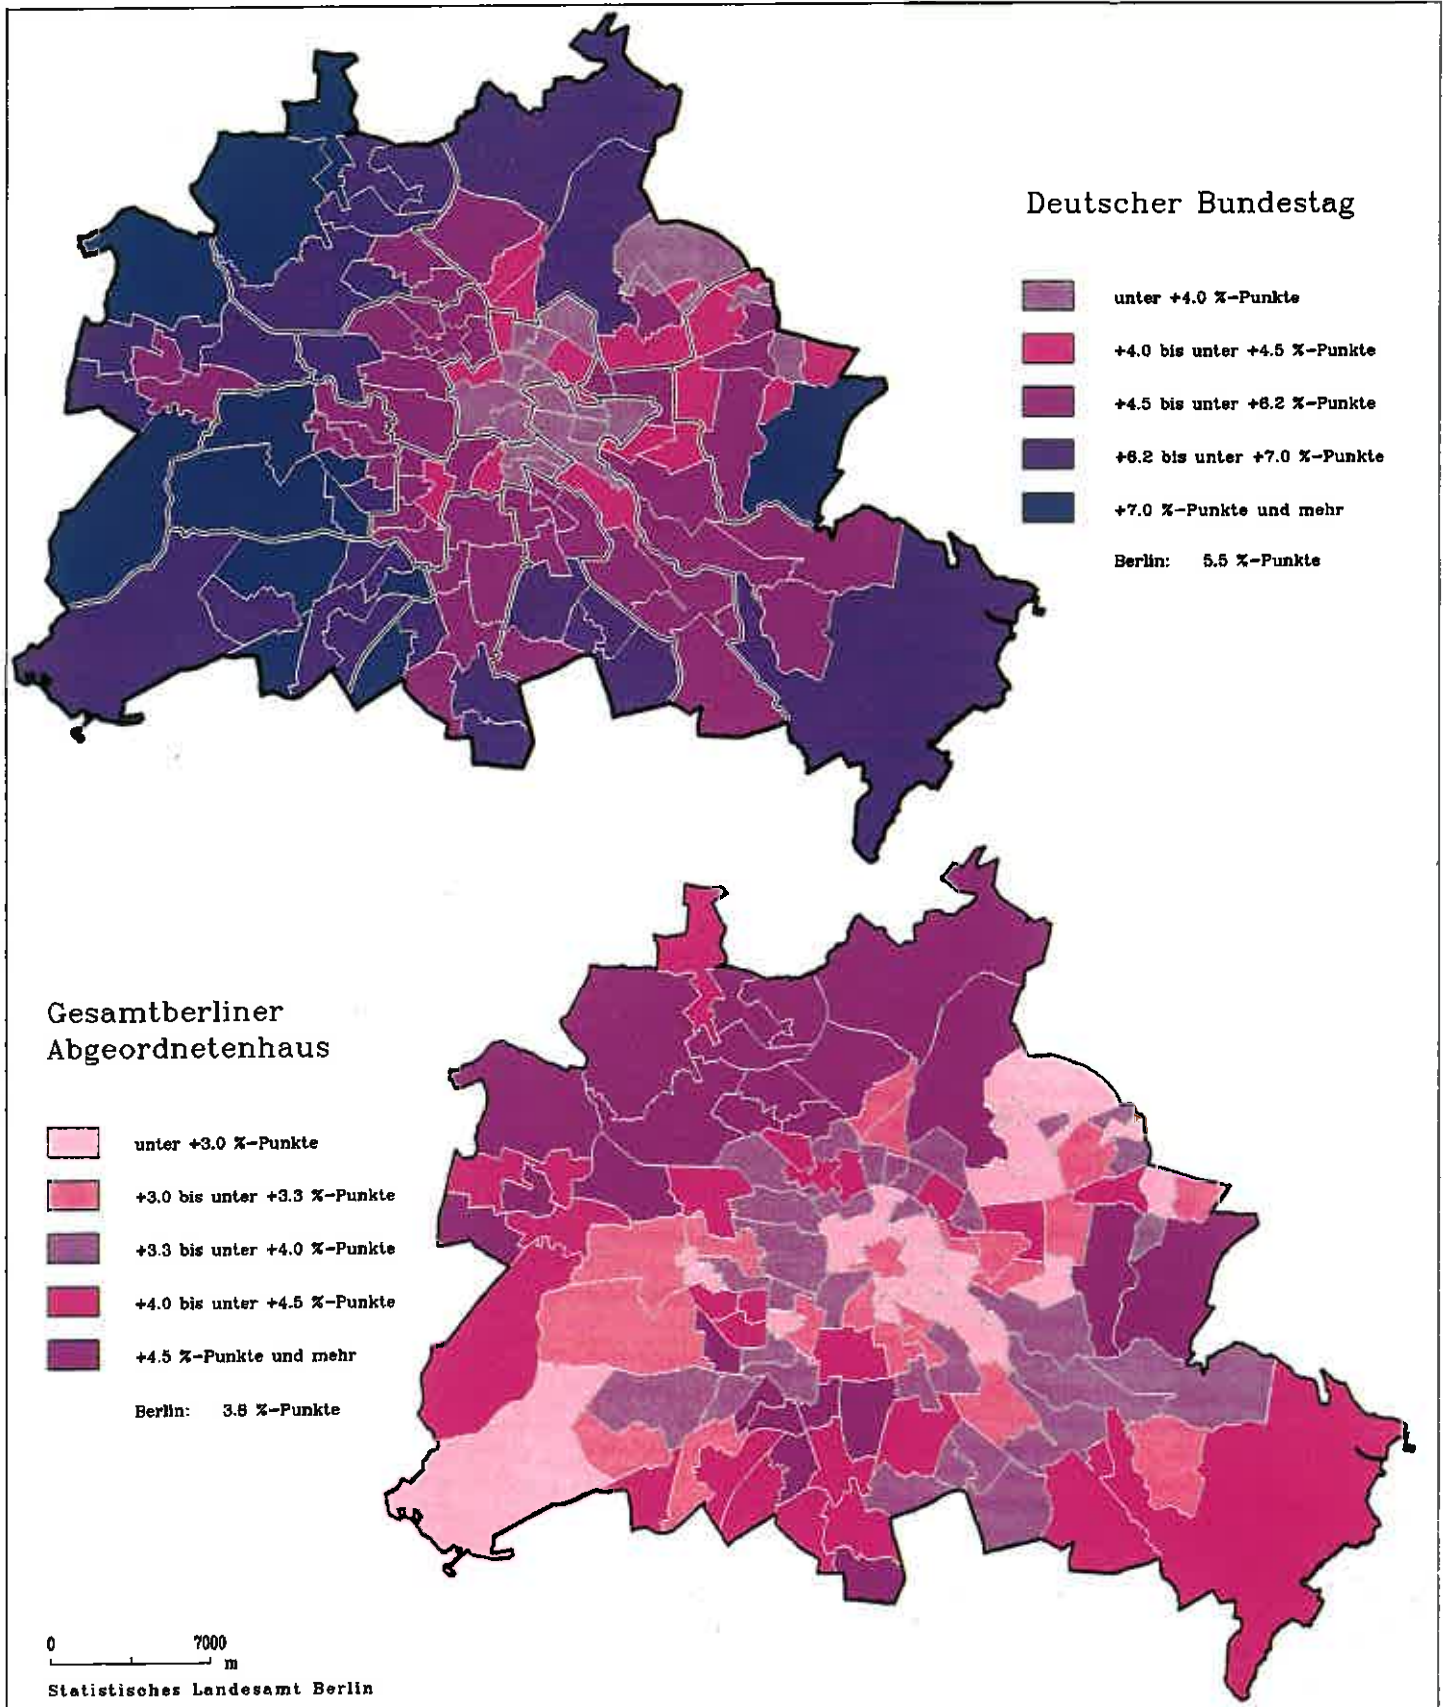 Deutscher Bundestag
unter +4.0 %-Punkte
+4.0 bis unter +4.5 %-Punkte
+4.5 bis unter +6.2 %-Punkte
+6.2 bis unter +7.0 %-Punkte
+7.0 %-Punkte und mehr
Berlin: 5.5 %-Punkte
Gesamtberliner
Abgeordnetenhaus
unter +3.0 %-Punkte
+3.0 bis unter +3.3 %-Punkte
+3.3 bis unter +4.0 %-Punkte
+4.0 bis unter +4.5 %-Punkte
+4.5 %-Punkte und mehr
Berlin: 3.8 %-Punkte
0 7000
m
Statistisches Landesamt Berlin